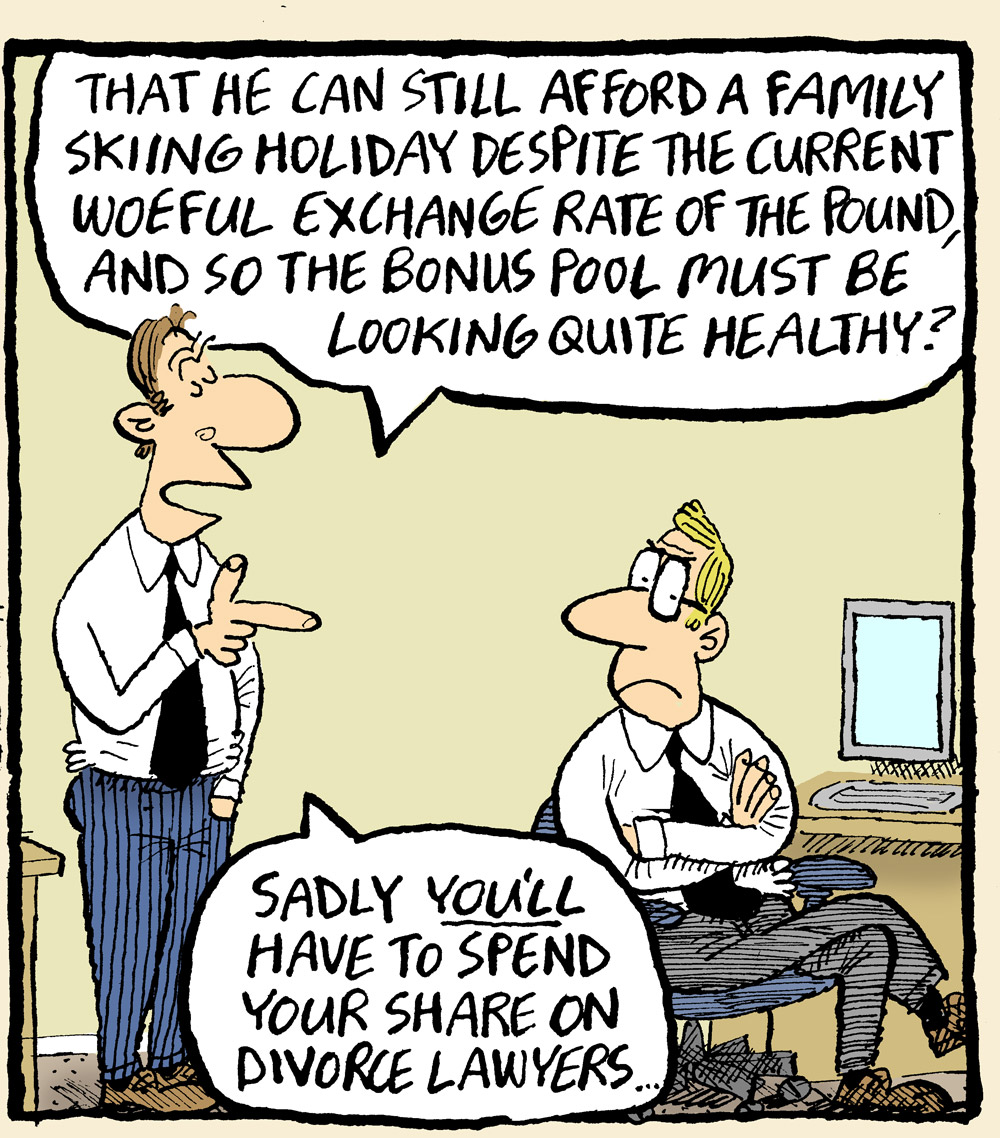 THAT HE CAN STILL AFFORD A FAMILY
SKIING HOLIDAY DESPITE THE CURRENT
WOEFUL EXCHANGE RATE OF THE POUND,
AND SO THE BONUS POOL MUST BE
LOOKING QUITE HEALTHY?
SADLY YOU'LL
HAVE TO SPEND
YOUR SHARE ON
DIVORCE LAWYERS...